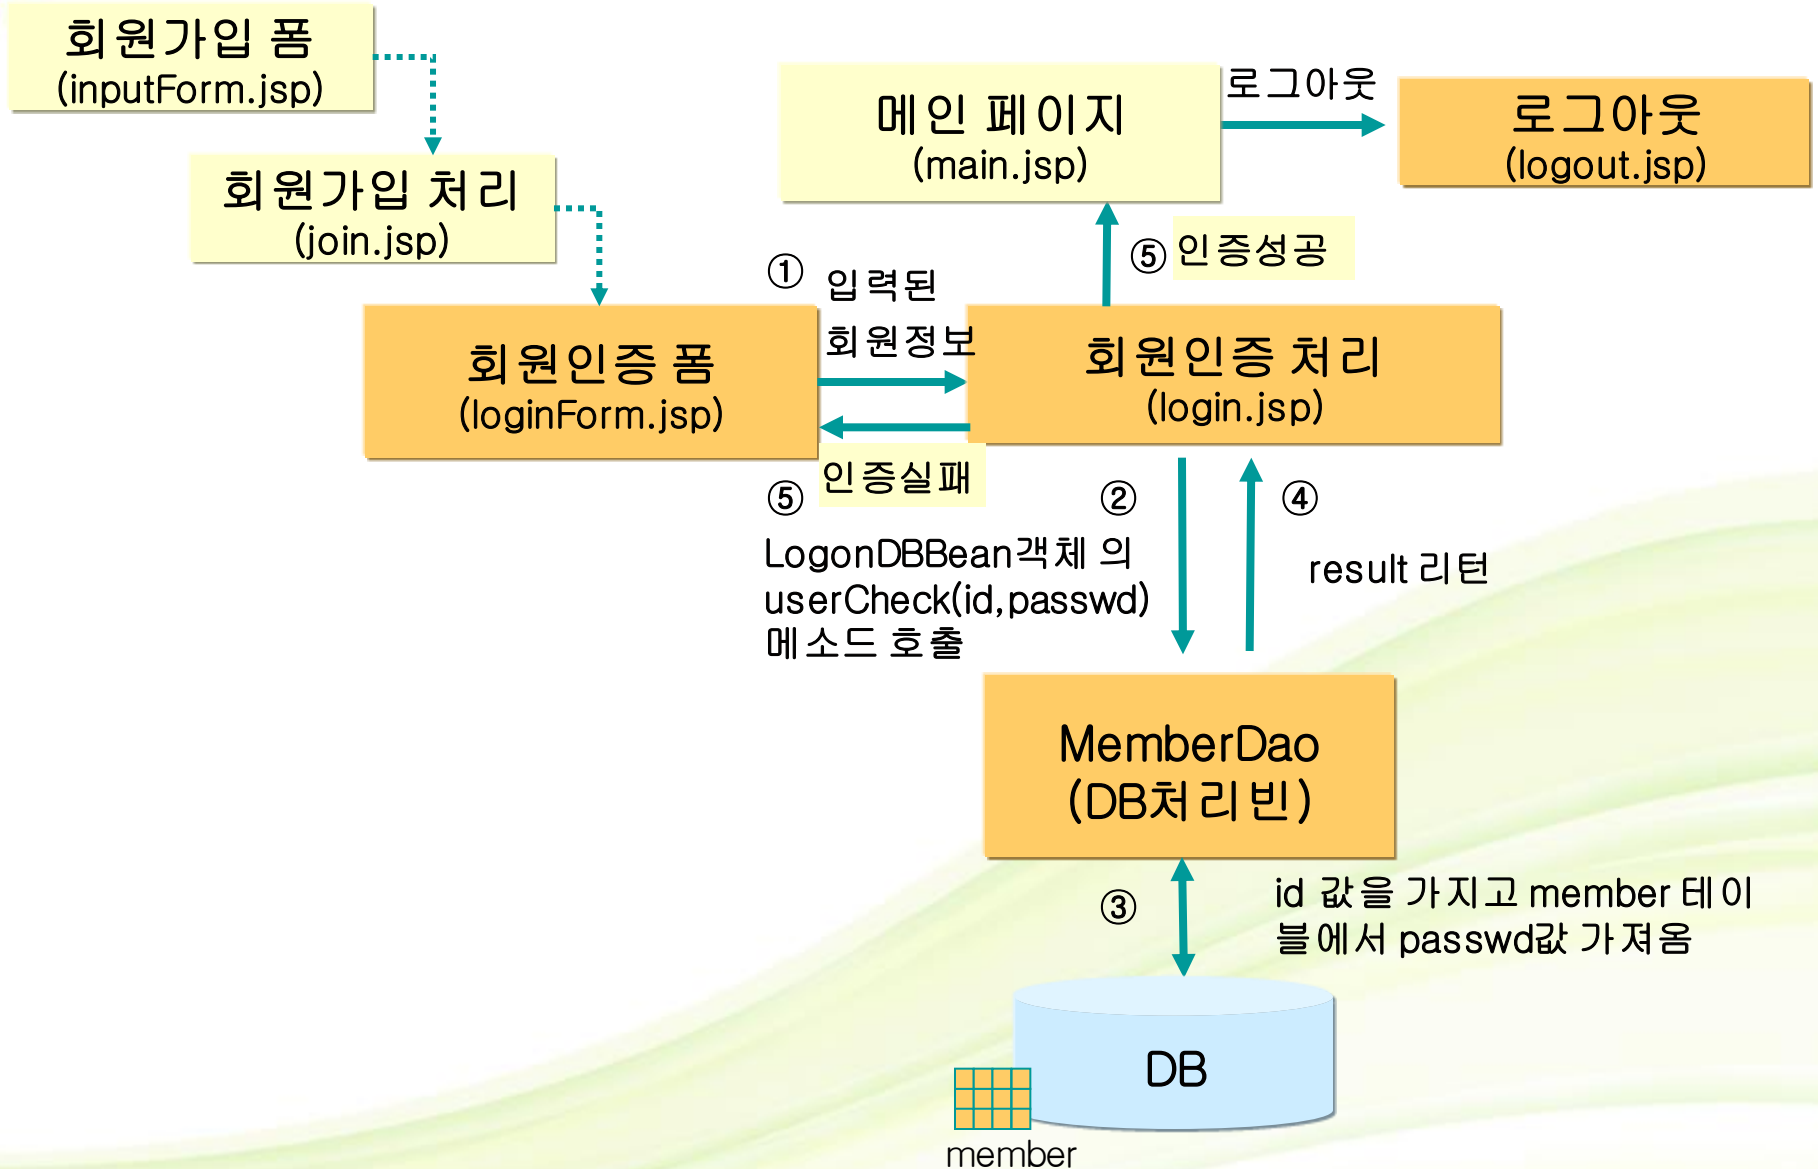 회원가입 폼
(inputForm.jsp)
회원가입 처리
(join.jsp)
메인 페이지
(main.jsp)
로그아웃
로그아웃
(logout.jsp)
① 입력된
회원정보
⑤ 인증성공
회원인증 폼
(loginForm.jsp)
회원인증 처리
(login.jsp)
⑤ 인증실패
②
④
LogonDBBean객체 의
userCheck(id,passwd)
메소드 호출
result 리턴
MemberDao
(DB처리빈)
③
id 값을 가지고 member 테이
블에서 passwd값 가져옴
DB
member